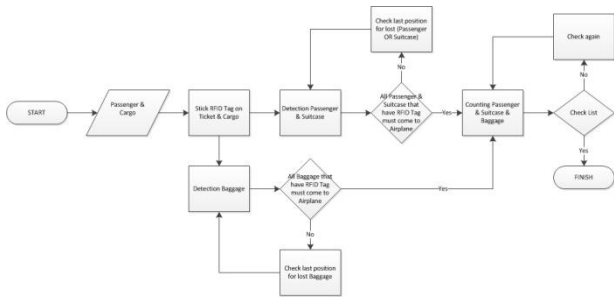 Check last position
for lost (Passenger
OR Suitcase)
Check again
No
No
START
Passenger &
Cargo
Stick RFID Tag on
Ticket & Cargo
Detection Passenger
& Suitcase
All Passenger &
Suitcase that
have RFID Tag
must come to
Airplane
Yes
Counting Passenger
& Suitcase &
Baggage
Check List
Yes
Detection Baggage
All Baggage that
have RFID Tag
must come to
Airplane
Yes
FINISH
No
Check last position
for lost Baggage